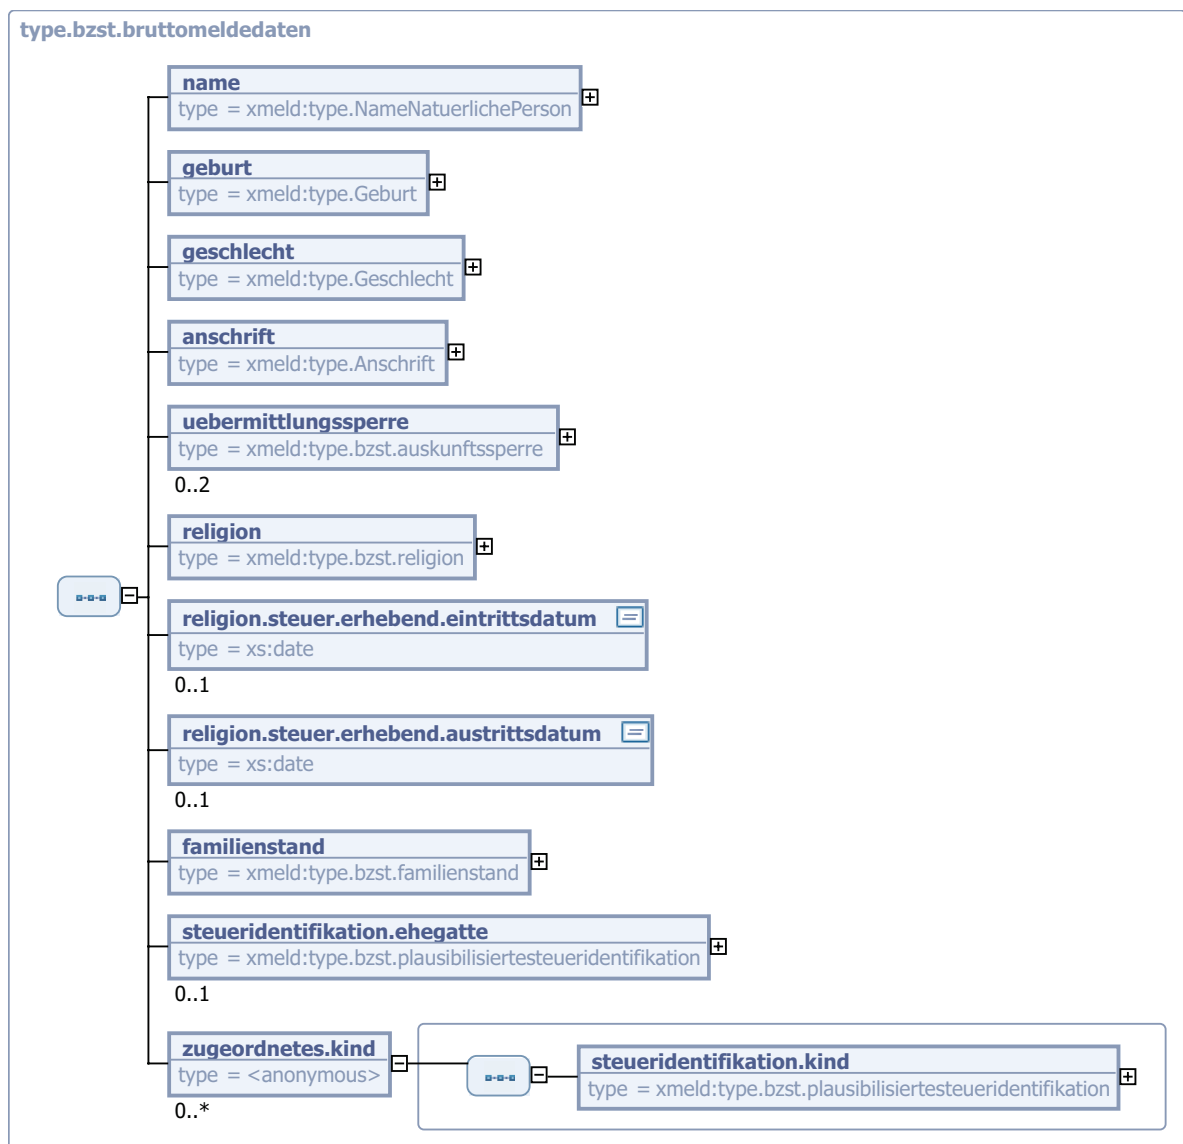 type.bzst.bruttomeldedaten
name
type = xmeld:type.NameNatuerlichePerson
geburt
type = xmeld:type.Geburt
geschlecht
type = xmeld:type.Geschlecht
anschrift
type = xmeld:type.Anschrift
uebermittlungssperre
type = xmeld:type.bzst.auskunftssperre
0..2
religion
type = xmeld:type.bzst.religion
religion.steuer.erhebend.eintrittsdatum
type = xs:date
0..1
religion.steuer.erhebend.austrittsdatum
type = xs:date
0..1
familienstand
type = xmeld:type.bzst.familienstand
steueridentifikation.ehegatte
type = xmeld:type.bzst.plausibilisiertesteueridentifikation
0..1
zugeordnetes.kind
type = <anonymous>
0..*
steueridentifikation.kind
type = xmeld:type.bzst.plausibilisiertesteueridentifikation